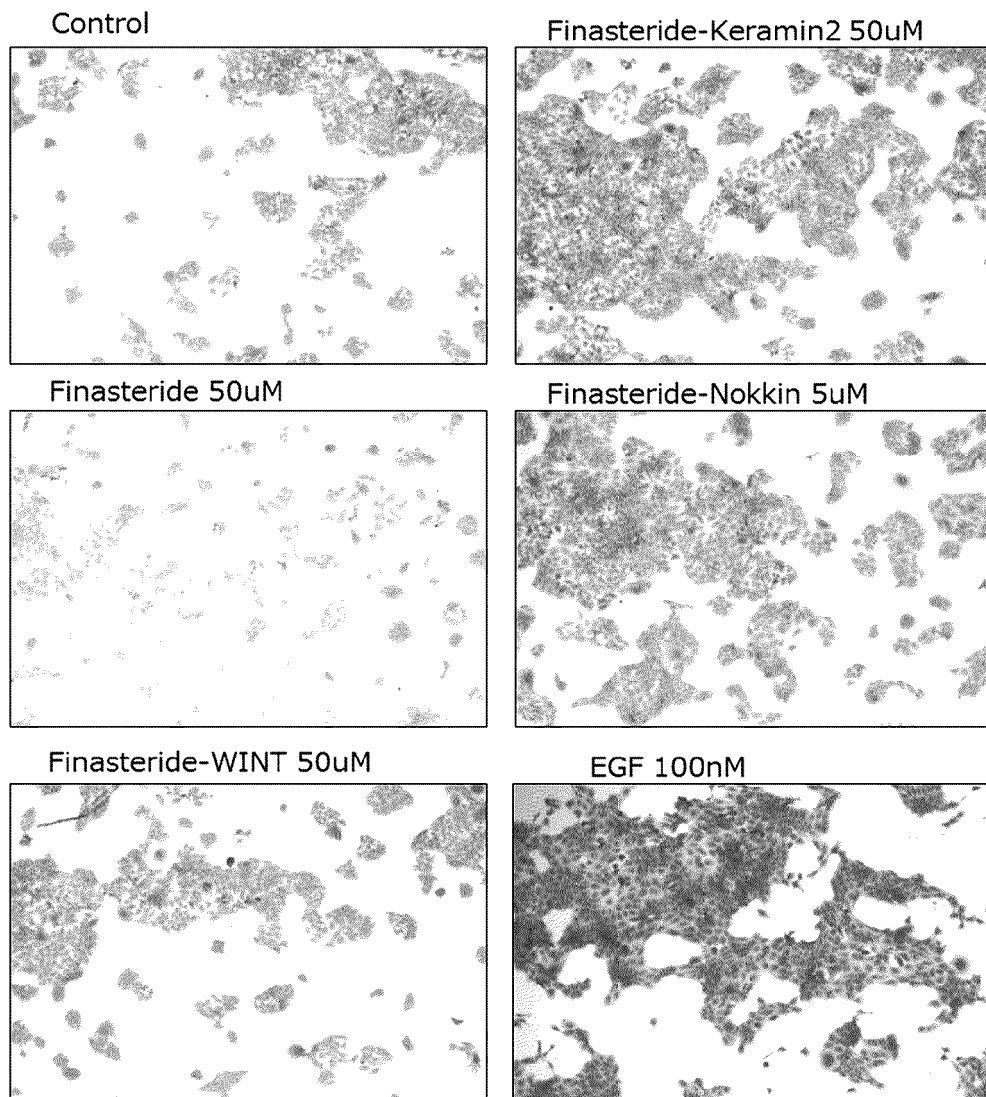 Control
Finasteride-Keramin2 50uM
Finasteride 50uM
Finasteride-Nokkin 5uM
Finasteride-WINT 50uM
EGF 100nM